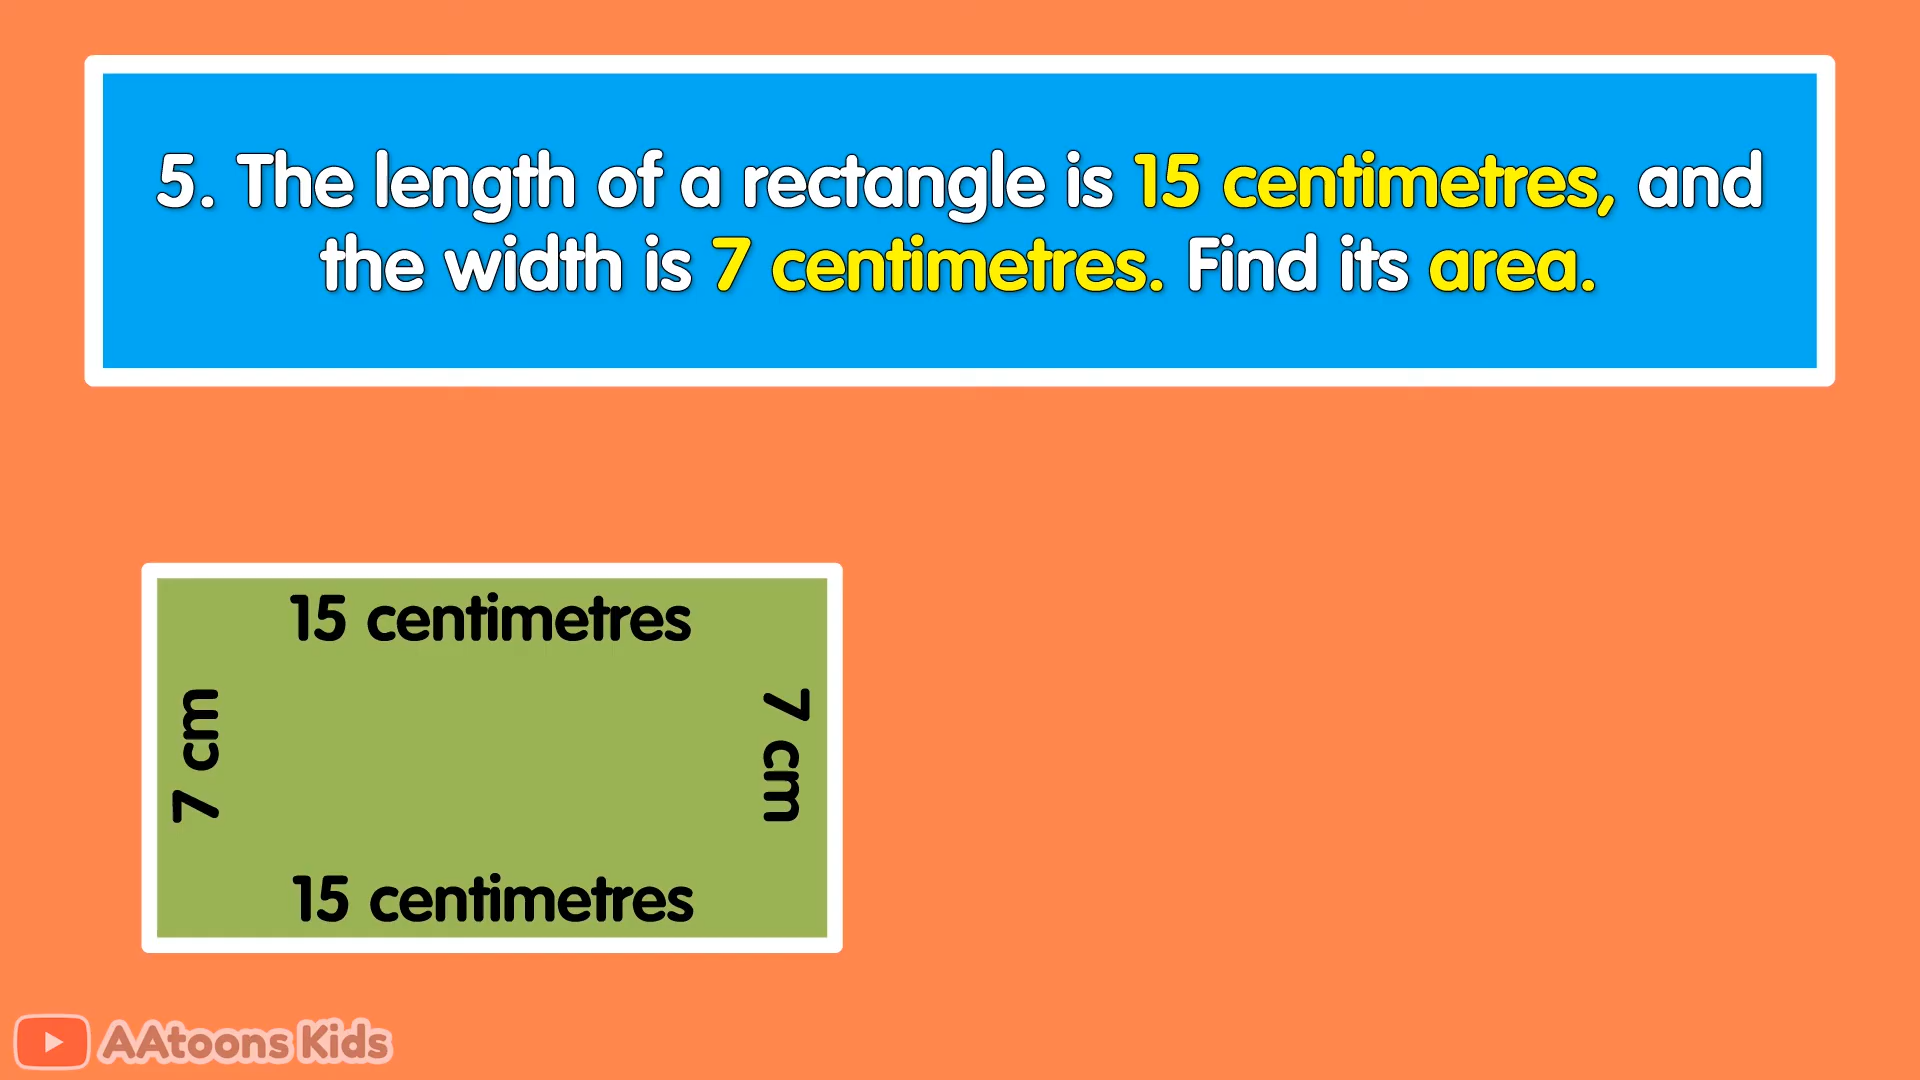 5. The length of a rectangle is 15 centimetres, and
the width is 7 centimetres. Find its area.
15 centimetres
7 cm
7 cm
15 centimetres
AAtoons Kids